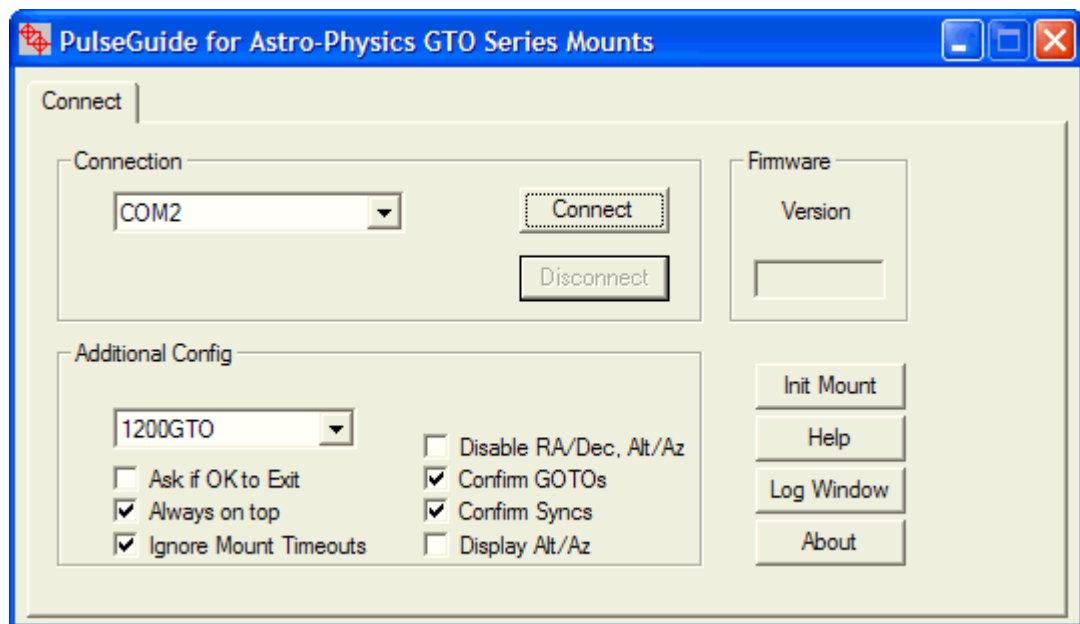 PulseGuide for Astro-Physics GTO Series Mounts
Connect
Connection
COM2
Connect
Disconnect
Firmware
Version
Additional Config
1200GTO
Ask if OK to Exit
Always on top
Ignore Mount Timeouts
Disable RA/Dec, Alt/Az
Confirm GOTOs
Confirm Syncs
Display Alt/Az
Init Mount
Help
Log Window
About